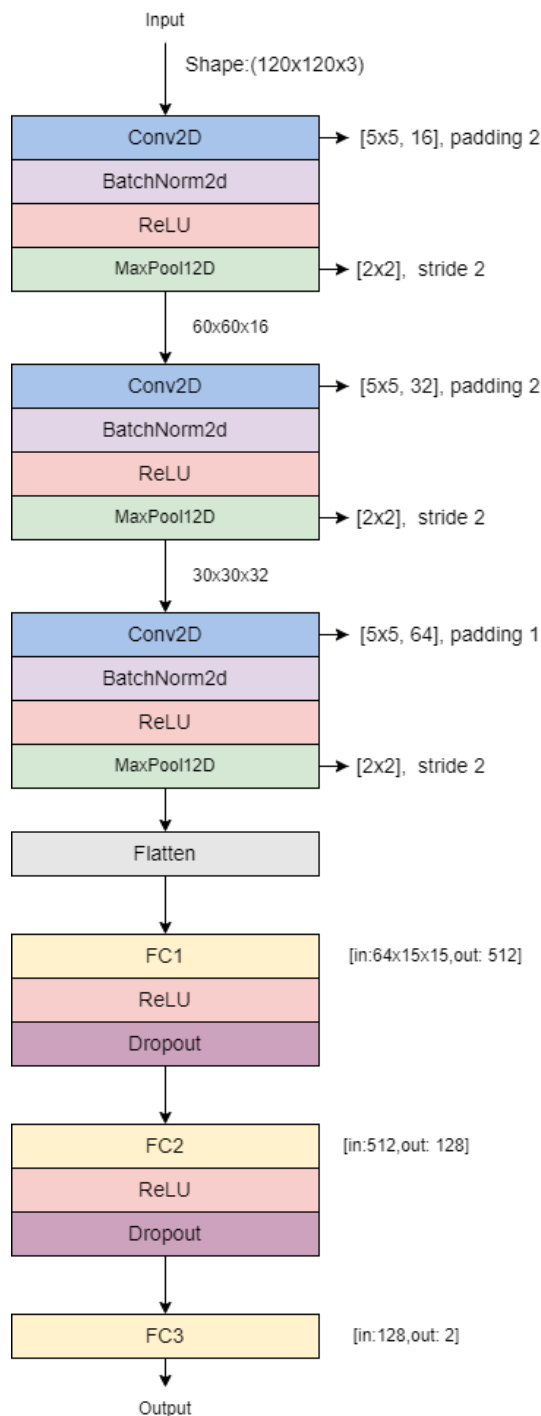 Input
Shape:(120x120x3)
Conv2D
[5x5, 16], padding 2
BatchNorm2d
ReLU
MaxPool12D
[2x2],  stride 2
60x60x16
Conv2D
[5x5, 32], padding 2
BatchNorm2d
ReLU
MaxPool12D
[2x2],  stride 2
30x30x32
Conv2D
[5x5, 64], padding 1
BatchNorm2d
ReLU
MaxPool12D
[2x2],  stride 2
Flatten
FC1
[in:64x15x15,out: 512]
ReLU
Dropout
FC2
[in:512,out: 128]
ReLU
Dropout
FC3
[in:128,out: 2]
Output